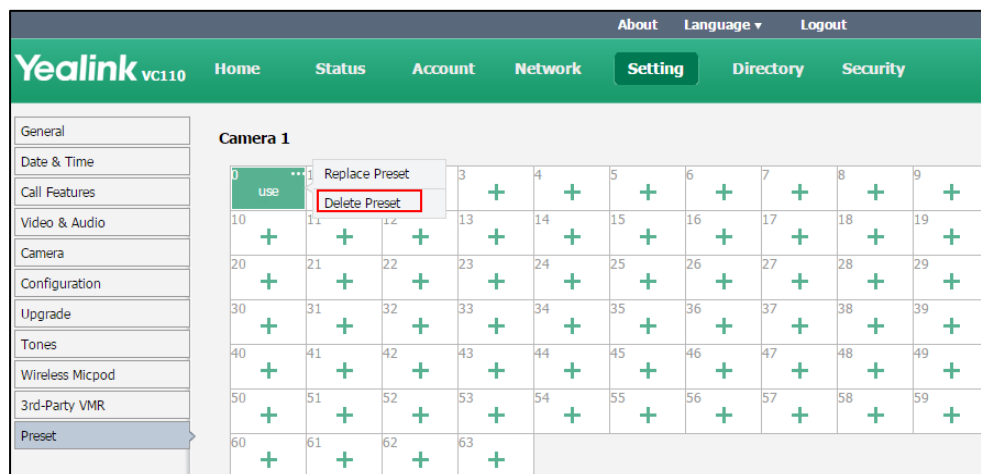 About Language ▾ Logout
Yealink VC110 Home Status Account Network Setting Directory Security
General
Date & Time
Call Features
Video & Audio
Camera
Configuration
Upgrade
Tones
Wireless Micpod
3rd-Party VMR
Preset
Camera 1
0 ••• use
1
Replace Preset
Delete Preset
3 + 4 + 5 + 6 + 7 + 8 + 9 +
10 + 11 + 12 + 13 + 14 + 15 + 16 + 17 + 18 + 19 +
20 + 21 + 22 + 23 + 24 + 25 + 26 + 27 + 28 + 29 +
30 + 31 + 32 + 33 + 34 + 35 + 36 + 37 + 38 + 39 +
40 + 41 + 42 + 43 + 44 + 45 + 46 + 47 + 48 + 49 +
50 + 51 + 52 + 53 + 54 + 55 + 56 + 57 + 58 + 59 +
60 + 61 + 62 + 63 +